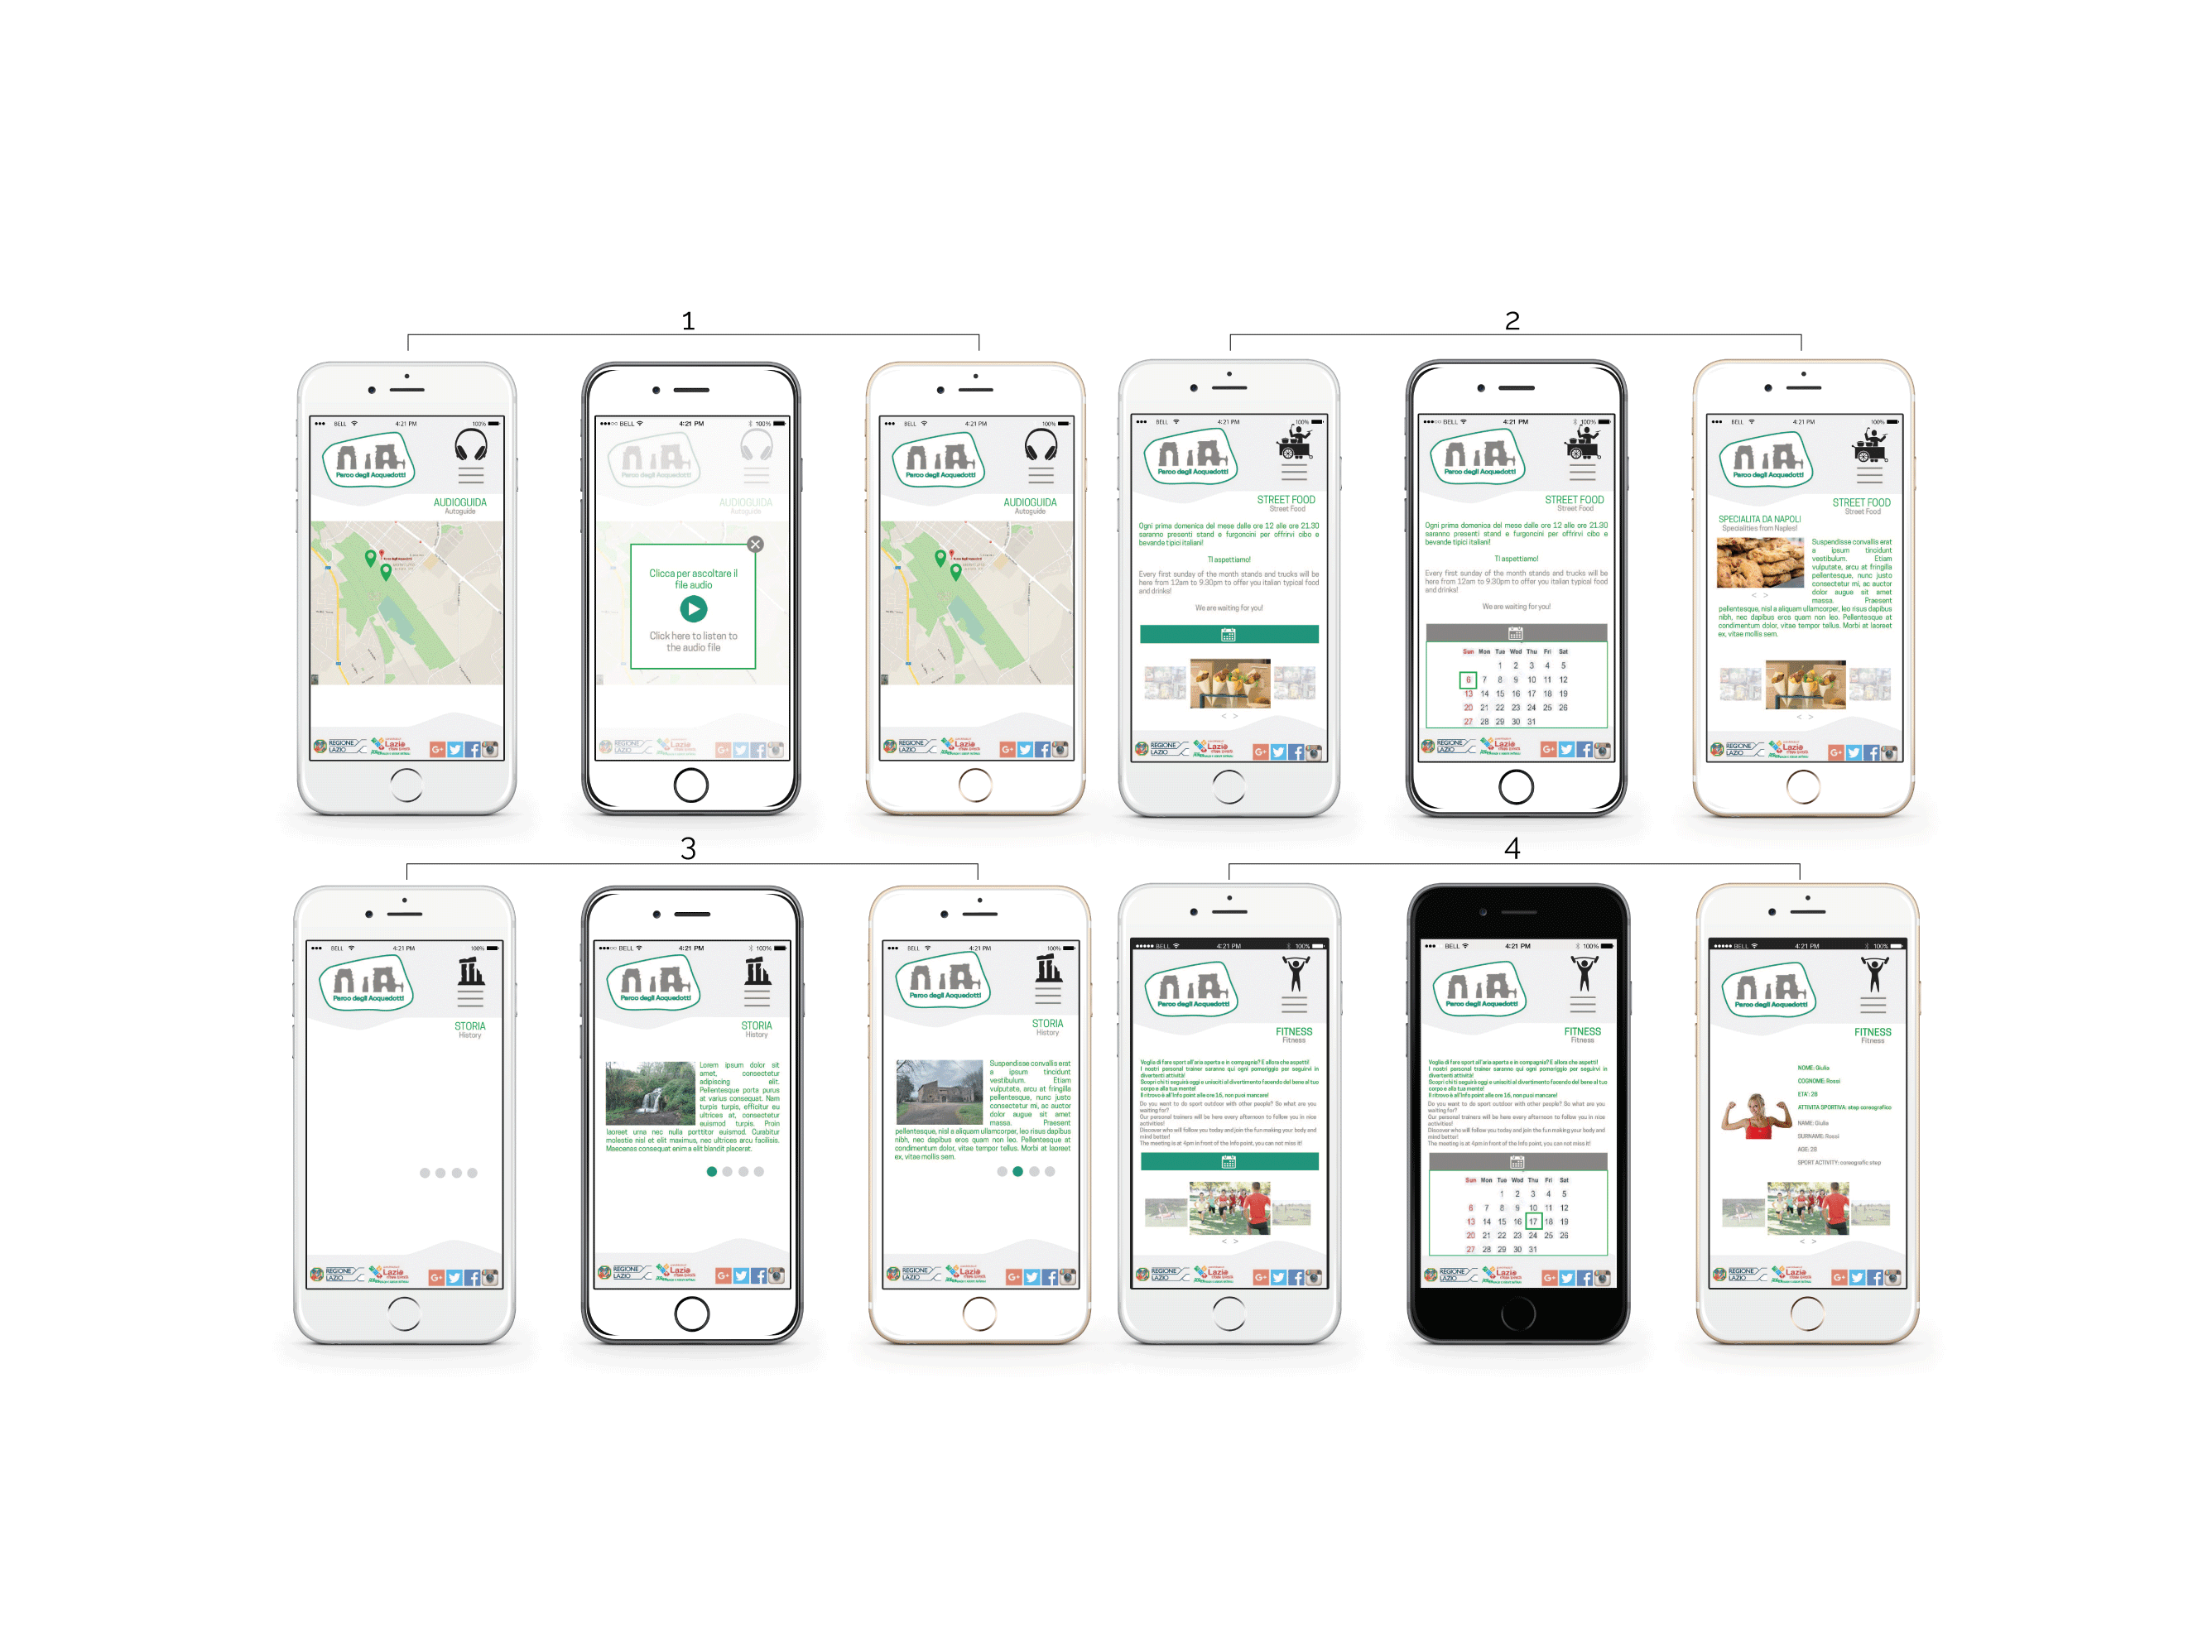 1
BELL 4:21 PM 100%
Parco degli Acquedotti
AUDIOGUIDA
Autoguide
REGIONE
LAZIO
Lazio
BELL 4:21 PM 100%
Parco degli Acquedotti
AUDIOGUIDA
Autoguide
Clicca per ascoltare il
file audio
Click here to listen to
the audio file
REGIONE
LAZIO
Lazio
BELL 4:21 PM 100%
Parco degli Acquedotti
AUDIOGUIDA
Autoguide
REGIONE
LAZIO
Lazio
2
BELL 4:21 PM 100%
Parco degli Acquedotti
STREET FOOD
Street Food
Ogni prima domenica del mese dalle ore 12 alle ore 21.30
saranno presenti stand e furgoncini per offrirvi cibo e
bevande tipici italiani!
Ti aspettiamo!
Every first sunday of the month stands and trucks will be
here from 12am to 9.30pm to offer you italian typical food
and drinks!
We are waiting for you!
< >
REGIONE
LAZIO
Lazio
BELL 4:21 PM 100%
Parco degli Acquedotti
STREET FOOD
Street Food
Ogni prima domenica del mese dalle ore 12 alle ore 21.30
saranno presenti stand e furgoncini per offrirvi cibo e
bevande tipici italiani!
Ti aspettiamo!
Every first sunday of the month stands and trucks will be
here from 12am to 9.30pm to offer you italian typical food
and drinks!
We are waiting for you!
Sun Mon Tue Wed Thu Fri Sat
1 2 3 4 5
6 7 8 9 10 11 12
13 14 15 16 17 18 19
20 21 22 23 24 25 26
27 28 29 30 31
REGIONE
LAZIO
Lazio
BELL 4:21 PM 100%
Parco degli Acquedotti
STREET FOOD
Street Food
SPECIALITA DA NAPOLI
Specialities from Naples!
Suspendisse convallis erat
a ipsum tincidunt
vestibulum. Etiam
vulputate, arcu at fringilla
pellentesque, nunc justo
consectetur mi, ac auctor
dolor augue sit amet
massa. Praesent
pellentesque, nisl a aliquam ullamcorper, leo risus dapibus
nibh, nec dapibus eros quam non leo. Pellentesque at
condimentum dolor, vitae tempor tellus. Morbi at laoreet
ex, vitae mollis sem.
< >
< >
REGIONE
LAZIO
Lazio
3
BELL 4:21 PM 100%
Parco degli Acquedotti
STORIA
History
REGIONE
LAZIO
Lazio
BELL 4:21 PM 100%
Parco degli Acquedotti
STORIA
History
Lorem ipsum dolor sit
amet, consectetur
adipiscing elit.
Pellentesque porta purus
at varius consequat. Nam
turpis turpis, efficitur eu
ultrices at, consectetur
euismod turpis. Proin
laoreet urna nec nulla porttitor euismod. Curabitur
molestie nisl et elit maximus, nec ultrices arcu facilisis.
Maecenas consequat enim a elit blandit placerat.
REGIONE
LAZIO
Lazio
BELL 4:21 PM 100%
Parco degli Acquedotti
STORIA
History
Suspendisse convallis erat
a ipsum tincidunt
vestibulum. Etiam
vulputate, arcu at fringilla
pellentesque, nunc justo
consectetur mi, ac auctor
dolor augue sit amet
massa. Praesent
pellentesque, nisl a aliquam ullamcorper, leo risus dapibus
nibh, nec dapibus eros quam non leo. Pellentesque at
condimentum dolor, vitae tempor tellus. Morbi at laoreet
ex, vitae mollis sem.
REGIONE
LAZIO
Lazio
4
BELL 4:21 PM 100%
Parco degli Acquedotti
FITNESS
Fitness
Voglia di fare sport all'aria aperta e in compagnia? E allora che aspetti!
I nostri personal trainer saranno qui ogni pomeriggio per seguirvi in
divertenti attività!
Scopri chi ti seguirà oggi e unisciti al divertimento facendo del bene al tuo
corpo e alla tua mente!
Il ritrovo è all'Info point alle ore 16, non puoi mancare!
Do you want to do sport outdoor with other people? So what are you
waiting for?
Our personal trainers will be here every afternoon to follow you in nice
activities!
Discover who will follow you today and join the fun making your body and
mind better!
The meeting is at 4pm in front of the Info point, you can not miss it!
< >
REGIONE
LAZIO
Lazio
BELL 4:21 PM 100%
Parco degli Acquedotti
FITNESS
Fitness
Voglia di fare sport all'aria aperta e in compagnia? E allora che aspetti!
I nostri personal trainer saranno qui ogni pomeriggio per seguirvi in
divertenti attività!
Scopri chi ti seguirà oggi e unisciti al divertimento facendo del bene al tuo
corpo e alla tua mente!
Il ritrovo è all'Info point alle ore 16, non puoi mancare!
Do you want to do sport outdoor with other people? So what are you
waiting for?
Our personal trainers will be here every afternoon to follow you in nice
activities!
Discover who will follow you today and join the fun making your body and
mind better!
The meeting is at 4pm in front of the Info point, you can not miss it!
Sun Mon Tue Wed Thu Fri Sat
1 2 3 4 5
6 7 8 9 10 11 12
13 14 15 16 17 18 19
20 21 22 23 24 25 26
27 28 29 30 31
REGIONE
LAZIO
Lazio
BELL 4:21 PM 100%
Parco degli Acquedotti
FITNESS
Fitness
NOME: Giulia
COGNOME: Rossi
ETA': 28
ATTIVITA SPORTIVA: step coreografico
NAME: Giulia
SURNAME: Rossi
AGE: 28
SPORT ACTIVITY: coreografic step
< >
REGIONE
LAZIO
Lazio